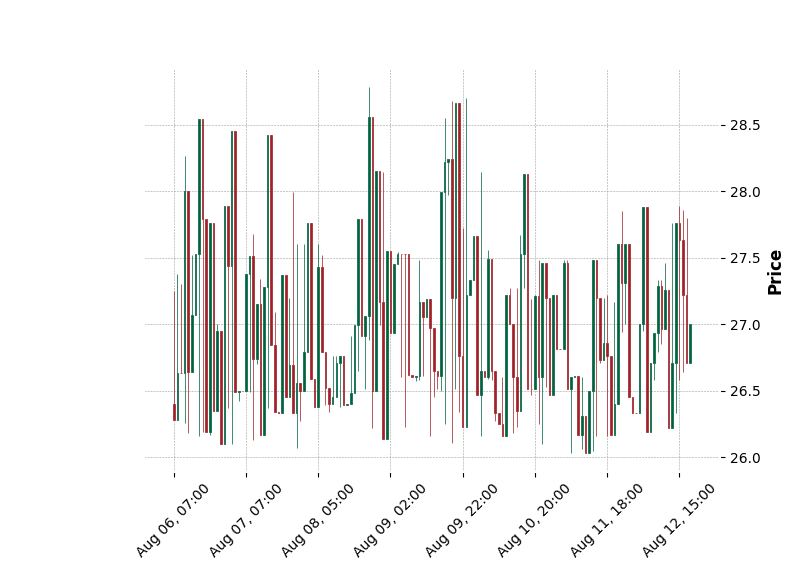 28.5
28.0
27.5
27.0
26.5
26.0
Price
Aug 06, 07:00
Aug 07, 07:00
Aug 08, 05:00
Aug 09, 02:00
Aug 09, 22:00
Aug 10, 20:00
Aug 11, 18:00
Aug 12, 15:00